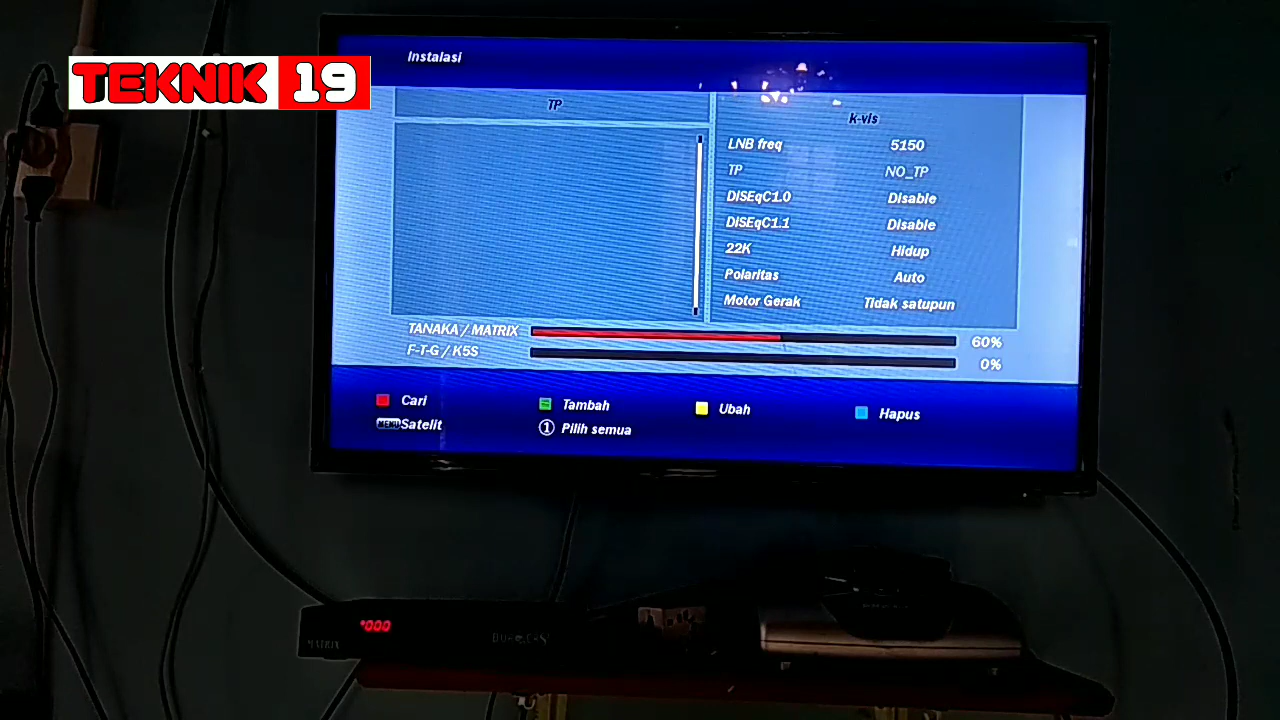 TEKNIK 19
Instalasi
TP
K-vis
LNB freq 5150
TP NO_TP
DiSEqC1.0 Disable
DiSEqC1.1 Disable
22K Hidup
Polaritas Auto
Motor Gerak Tidak satupun
TANAKA / MATRIX 60%
F-T-G / K5S 0%
Cari Tambah Ubah Hapus
MENU Satelit 1 Pilih semua
000
MATRIX